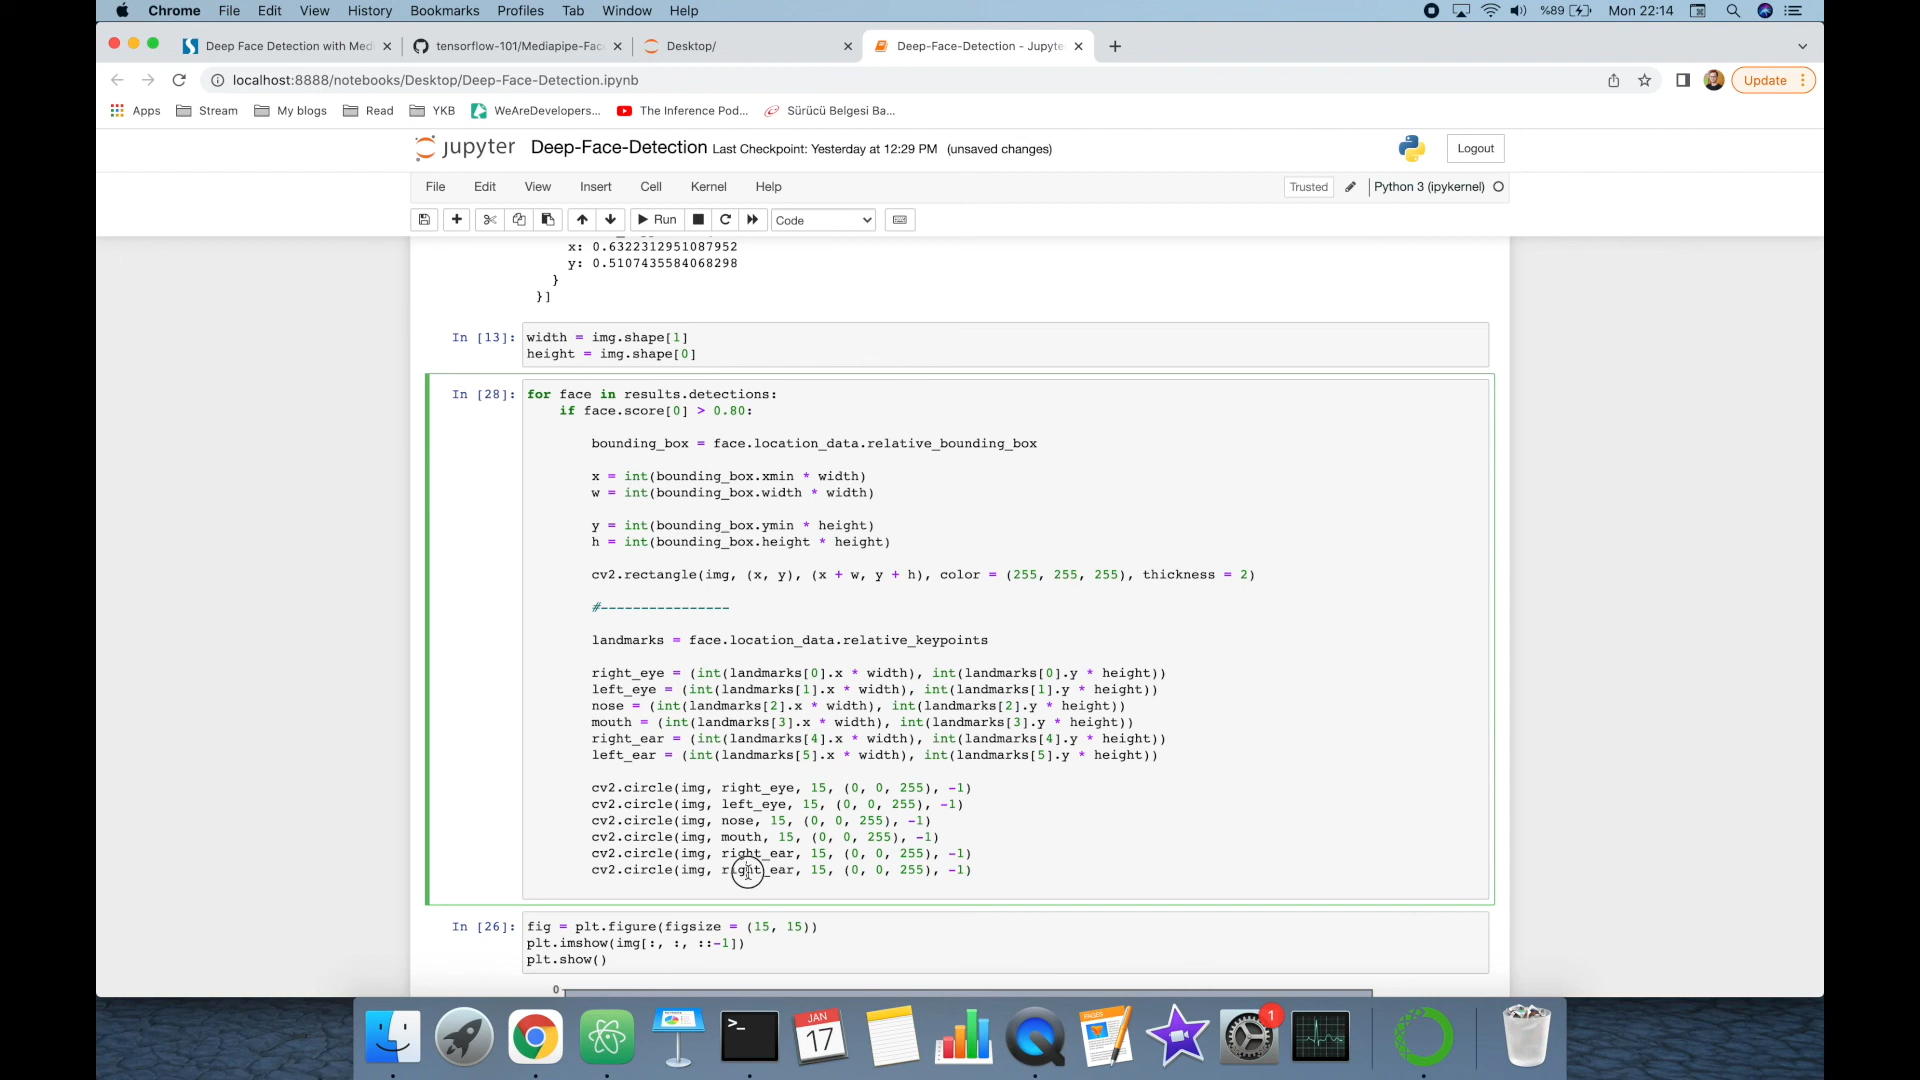 Chrome File Edit View History Bookmarks Profiles Tab Window Help %89 Mon 22:14
Deep Face Detection with Med
tensorflow-101/Mediapipe-Face
Desktop/
Deep-Face-Detection - Jupyte
localhost:8888/notebooks/Desktop/Deep-Face-Detection.ipynb
Update
Apps Stream My blogs Read YKB WeAreDevelopers... The Inference Pod... Sürücü Belgesi Ba...
jupyter Deep-Face-Detection Last Checkpoint: Yesterday at 12:29 PM (unsaved changes)
Logout
File Edit View Insert Cell Kernel Help
Trusted Python 3 (ipykernel)
Run Code
x: 0.6322312951087952
y: 0.5107435584068298
}
}]
In [13]: width = img.shape[1]
height = img.shape[0]
In [28]: for face in results.detections:
if face.score[0] > 0.80:
bounding_box = face.location_data.relative_bounding_box
x = int(bounding_box.xmin * width)
w = int(bounding_box.width * width)
y = int(bounding_box.ymin * height)
h = int(bounding_box.height * height)
cv2.rectangle(img, (x, y), (x + w, y + h), color = (255, 255, 255), thickness = 2)
#----------------
landmarks = face.location_data.relative_keypoints
right_eye = (int(landmarks[0].x * width), int(landmarks[0].y * height))
left_eye = (int(landmarks[1].x * width), int(landmarks[1].y * height))
nose = (int(landmarks[2].x * width), int(landmarks[2].y * height))
mouth = (int(landmarks[3].x * width), int(landmarks[3].y * height))
right_ear = (int(landmarks[4].x * width), int(landmarks[4].y * height))
left_ear = (int(landmarks[5].x * width), int(landmarks[5].y * height))
cv2.circle(img, right_eye, 15, (0, 0, 255), -1)
cv2.circle(img, left_eye, 15, (0, 0, 255), -1)
cv2.circle(img, nose, 15, (0, 0, 255), -1)
cv2.circle(img, mouth, 15, (0, 0, 255), -1)
cv2.circle(img, right_ear, 15, (0, 0, 255), -1)
cv2.circle(img, right_ear, 15, (0, 0, 255), -1)
In [26]: fig = plt.figure(figsize = (15, 15))
plt.imshow(img[:, :, ::-1])
plt.show()
0
JAN
17
PAGES
1